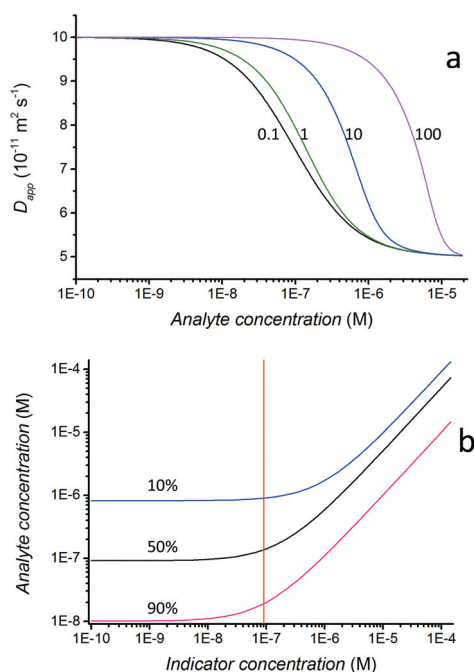 a
D_app (10⁻¹¹ m² s⁻¹)
10
9
8
7
6
5
0.1 1 10 100
1E-10 1E-9 1E-8 1E-7 1E-6 1E-5
Analyte concentration (M)
b
Analyte concentration (M)
1E-4
1E-5
1E-6
1E-7
1E-8
10%
50%
90%
1E-10 1E-9 1E-8 1E-7 1E-6 1E-5 1E-4
Indicator concentration (M)